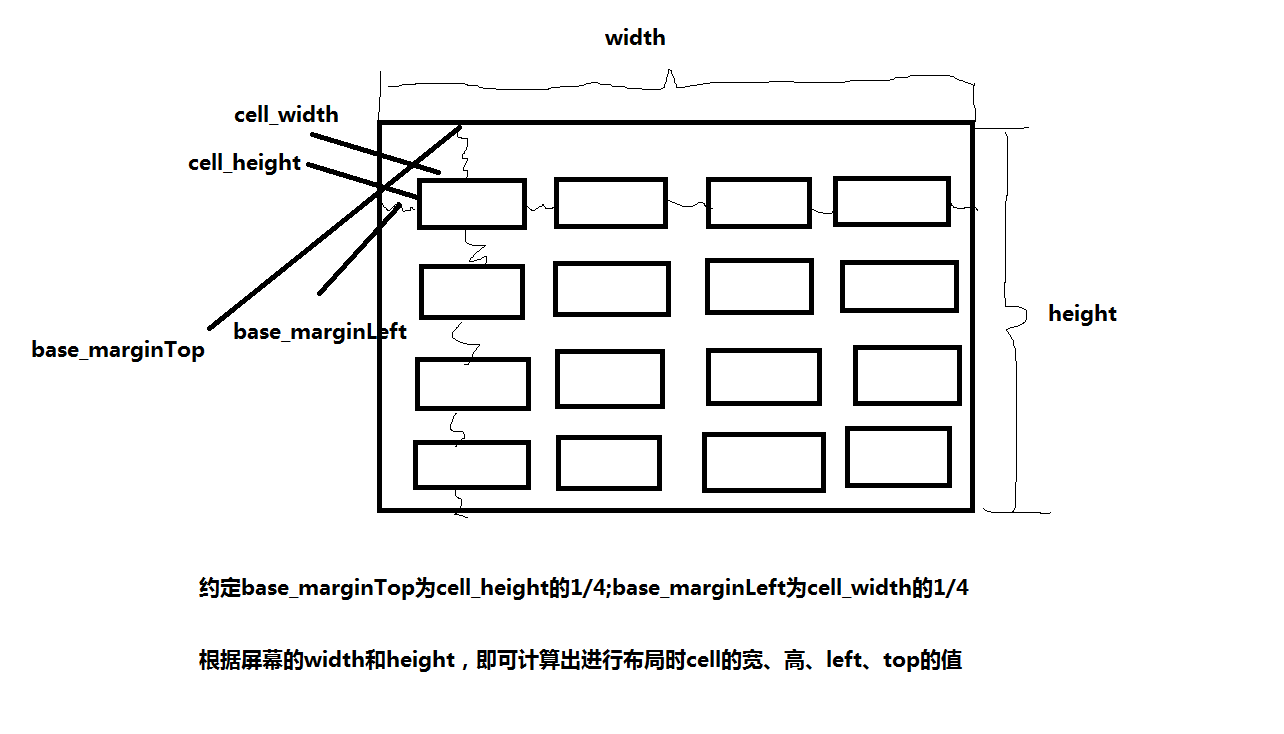 width
cell_width
cell_height
height
base_marginLeft
base_marginTop
约定base_marginTop为cell_height的1/4;base_marginLeft为cell_width的1/4
根据屏幕的width和height，即可计算出进行布局时cell的宽、高、left、top的值